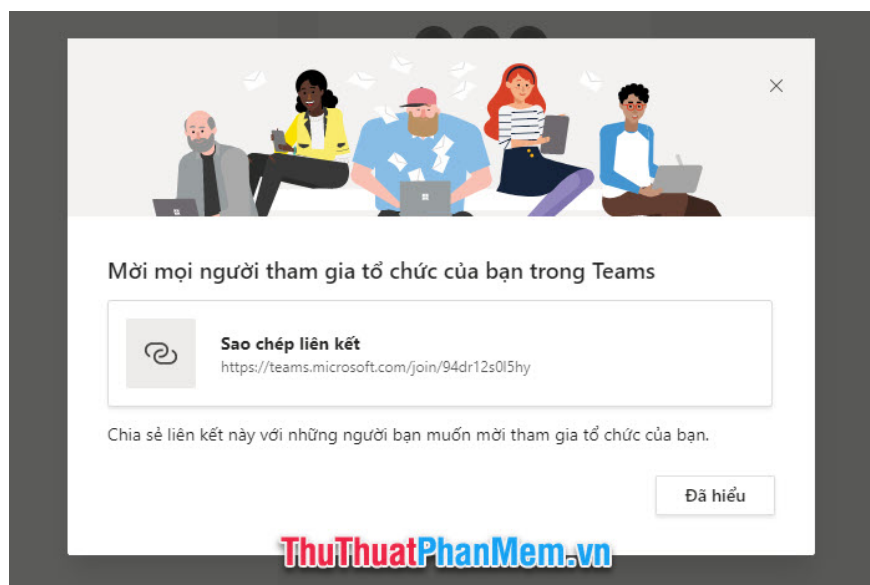 Mời mọi người tham gia tổ chức của bạn trong Teams
Sao chép liên kết
https://teams.microsoft.com/join/94dr12s0l5hy
Chia sẻ liên kết này với những người bạn muốn mời tham gia tổ chức của bạn.
Đã hiểu
ThuThuatPhanMem.vn